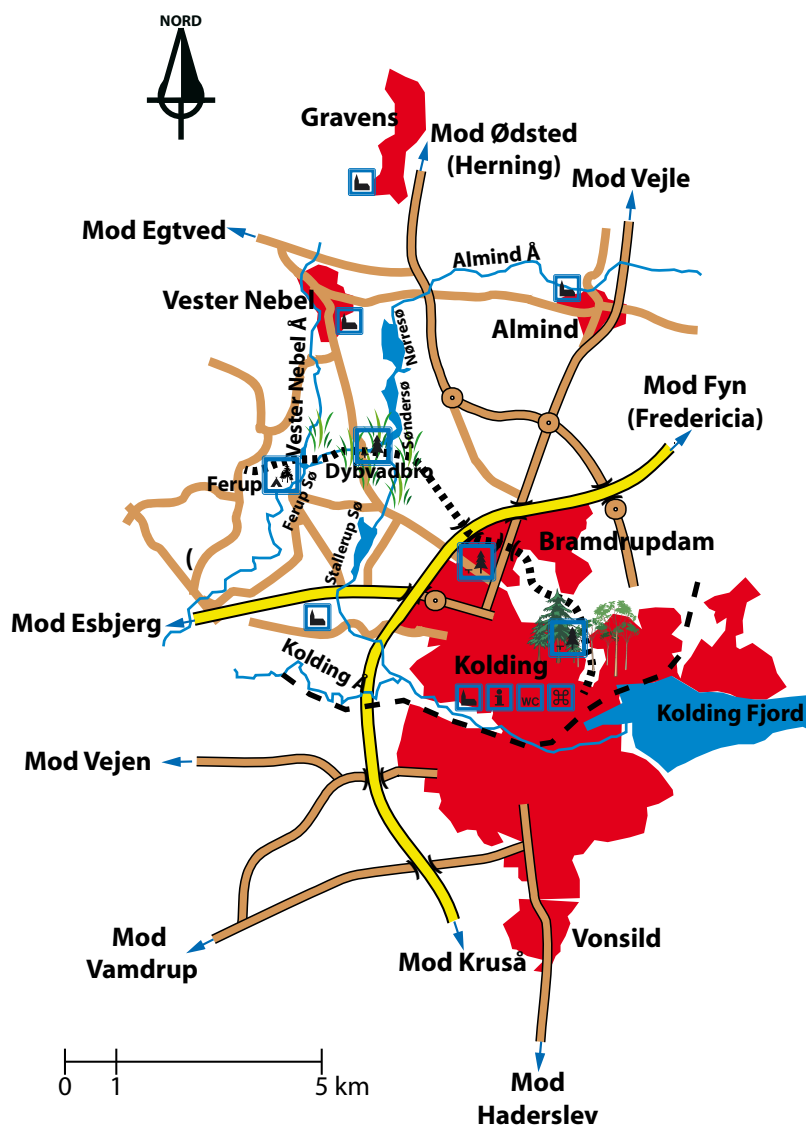 NORD
Gravens
Mod Ødsted
(Herning)
Mod Vejle
Mod Egtved
Almind Å
Vester Nebel
Almind
Vester Nebel Å
Nørresø
Søndersø
Mod Fyn
(Fredericia)
Dybvadbro
Ferup
Ferup Sø
Stallerup Sø
Bramdrupdam
(
Mod Esbjerg
Kolding Å
Kolding
i
WC
⌘
Kolding Fjord
Mod Vejen
Mod
Vamdrup
Mod Kruså
Vonsild
0 1 5 km
Mod
Haderslev